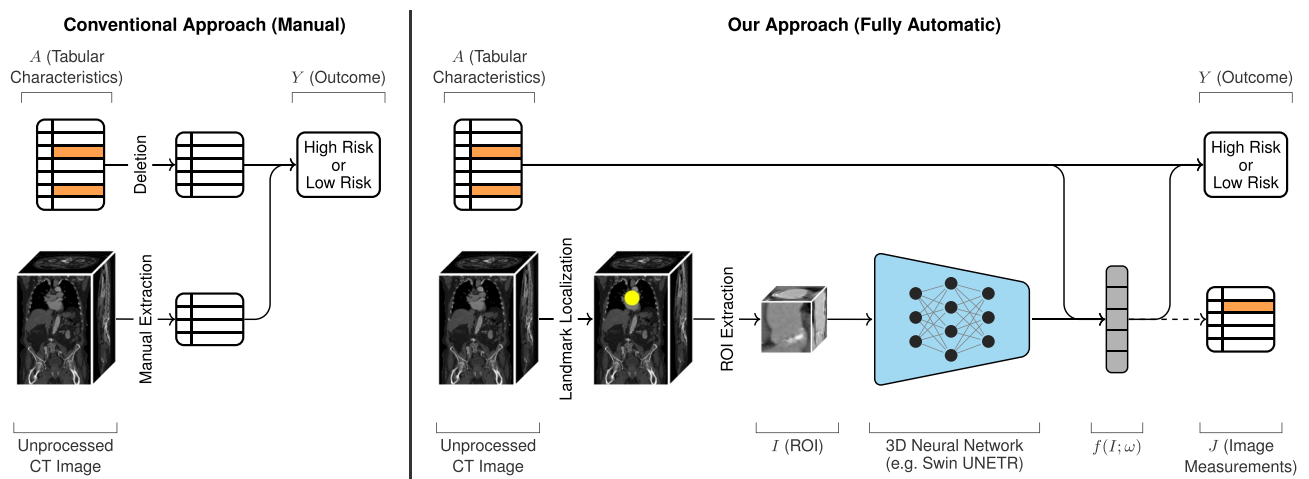 Conventional Approach (Manual)
A (Tabular
Characteristics)
Y (Outcome)
Deletion
High Risk
or
Low Risk
Manual Extraction
Unprocessed
CT Image
Our Approach (Fully Automatic)
A (Tabular
Characteristics)
Y (Outcome)
High Risk
or
Low Risk
Landmark Localization
ROI Extraction
Unprocessed
CT Image
I (ROI)
3D Neural Network
(e.g. Swin UNETR)
f(I; ω)
J (Image
Measurements)